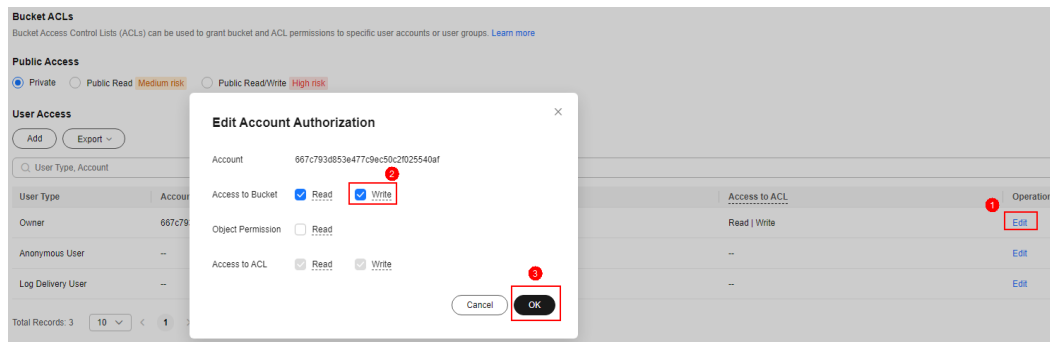 Bucket ACLs
Bucket Access Control Lists (ACLs) can be used to grant bucket and ACL permissions to specific user accounts or user groups. Learn more
Public Access
Private Public Read Medium risk Public Read/Write High risk
User Access
Add Export
User Type, Account
User Type Accoun Access to ACL Operation
Owner 667c79 Read | Write Edit
Anonymous User -- -- Edit
Log Delivery User -- -- Edit
Total Records: 3 10 < 1
Edit Account Authorization
Account 667c793d853e477c9ec50c2f025540af
Access to Bucket Read Write
Object Permission Read
Access to ACL Read Write
Cancel OK
1
2
3